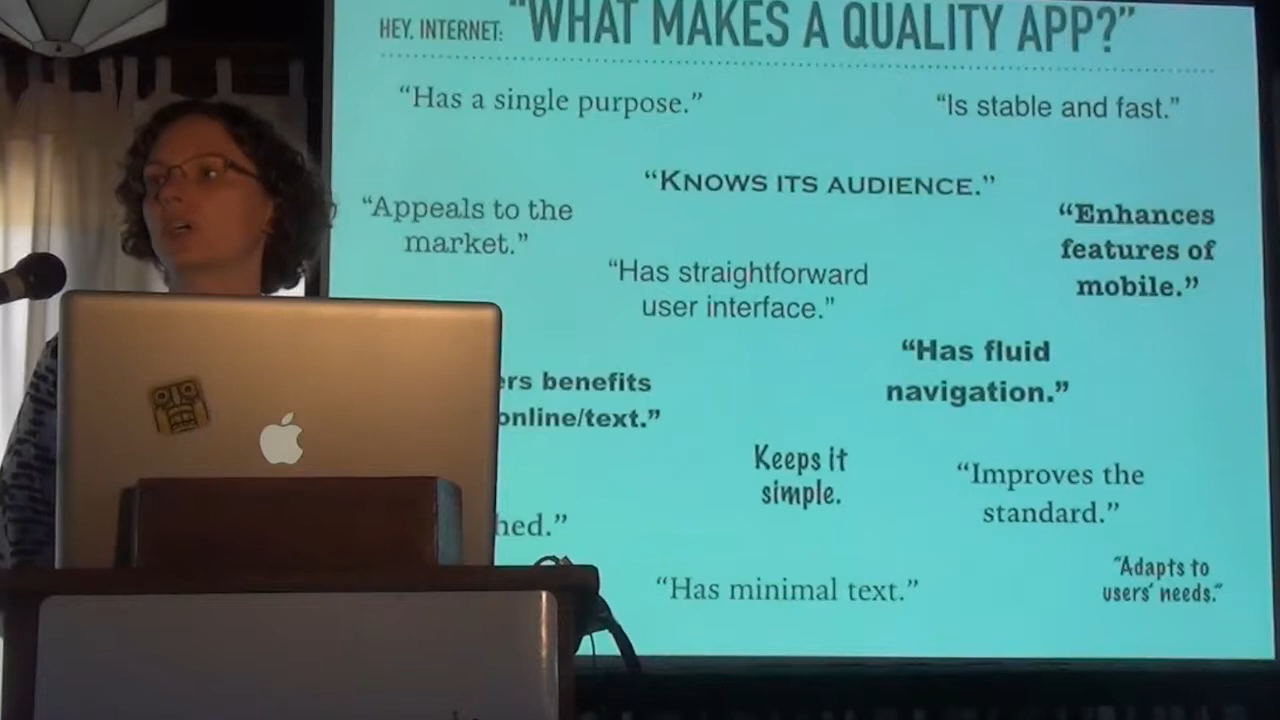 HEY, INTERNET: "WHAT MAKES A QUALITY APP?"
“Has a single purpose.”
“Is stable and fast.”
“KNOWS ITS AUDIENCE.”
“Appeals to the
market.”
“Enhances
features of
mobile.”
“Has straightforward
user interface.”
“Has fluid
navigation.”
benefits
online/text.”
Keeps it
simple.
“Improves the
standard.”
“Has minimal text.”
“Adapts to
users’ needs.”